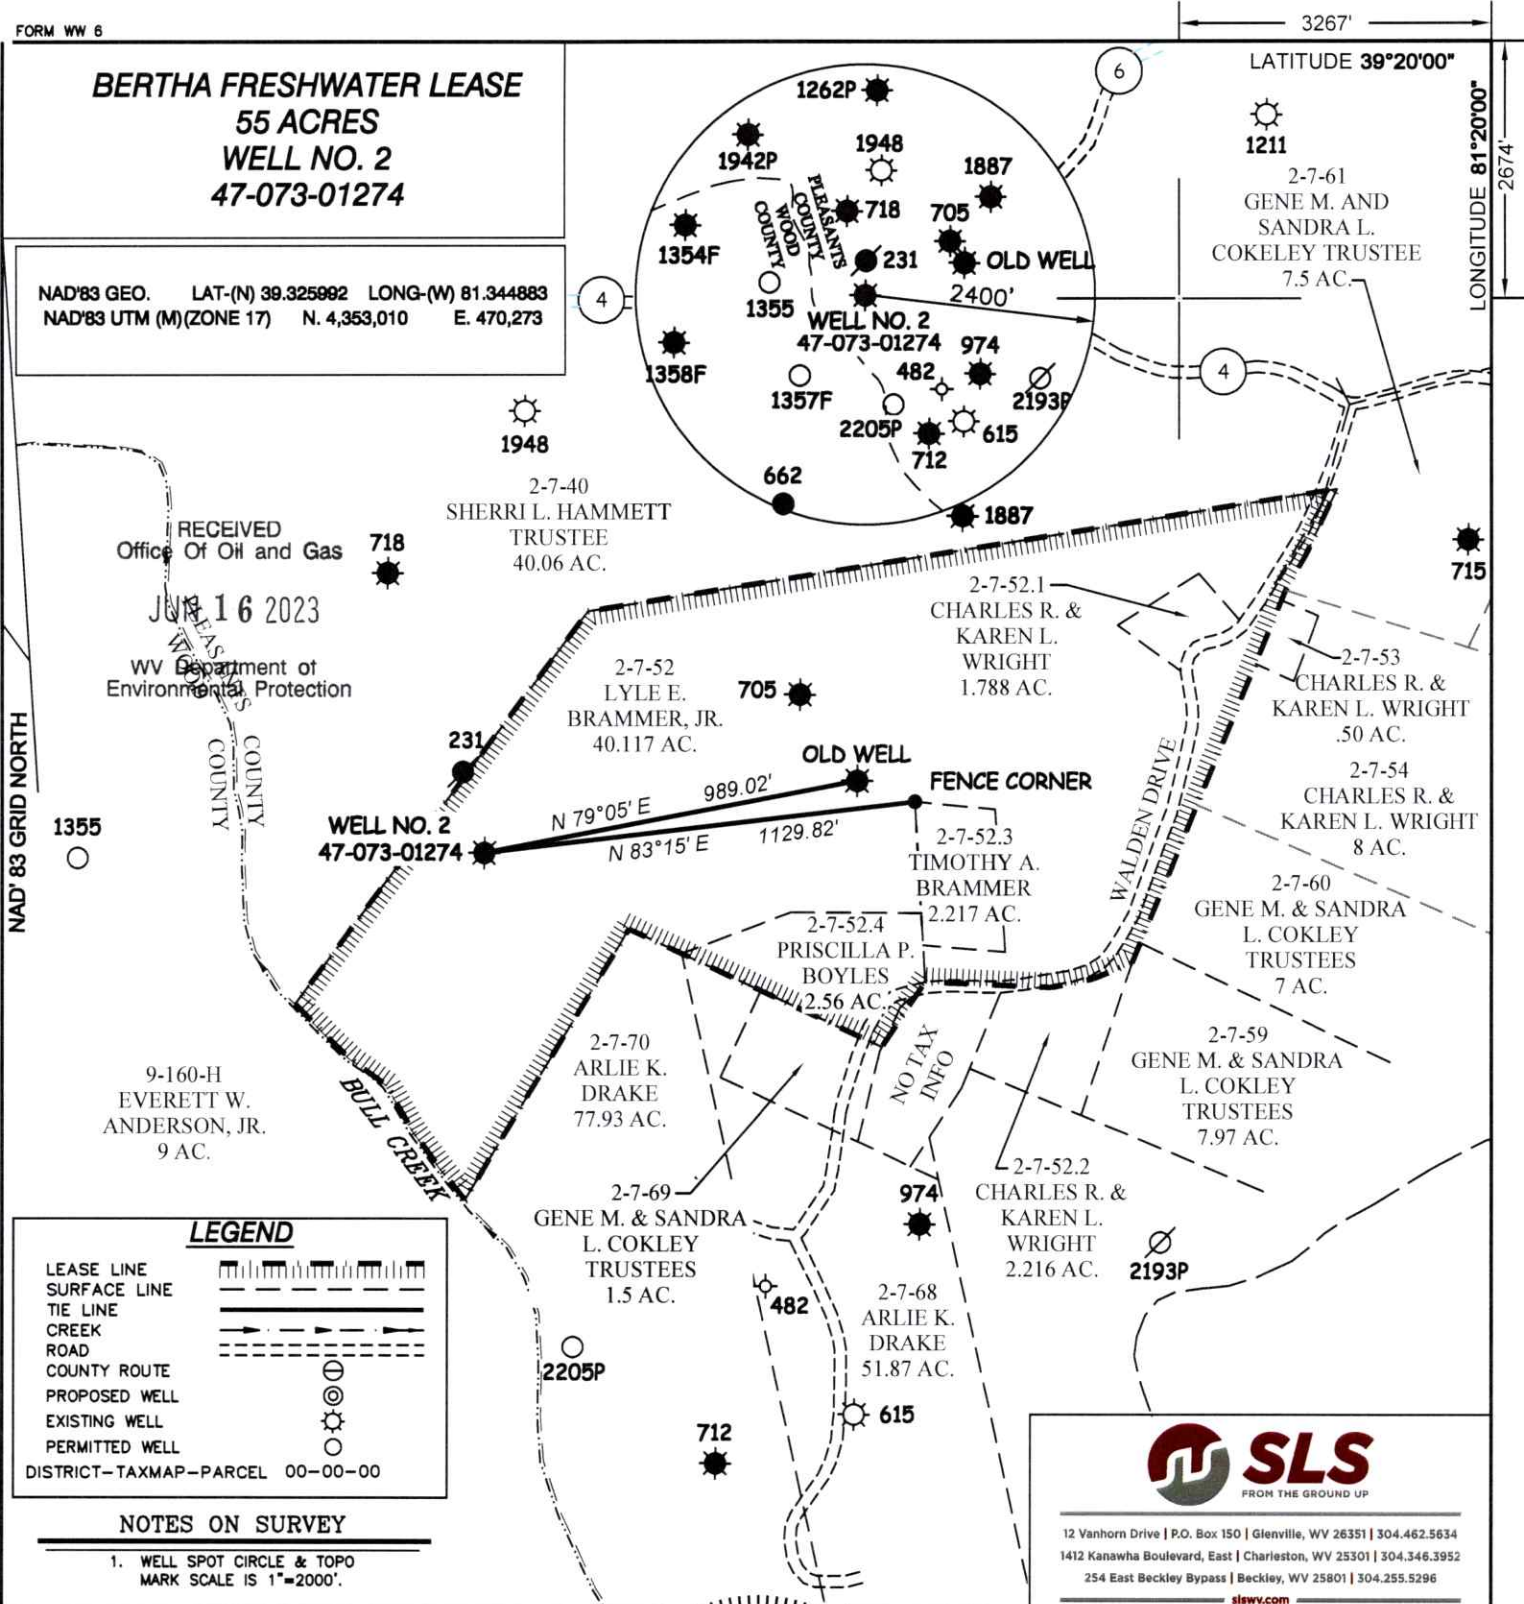 FORM WW 6
3267'
BERTHA FRESHWATER LEASE
55 ACRES
WELL NO. 2
47-073-01274
NAD'83 GEO. LAT-(N) 39.325992 LONG-(W) 81.344883
NAD'83 UTM (M)(ZONE 17) N. 4,353,010 E. 470,273
LATITUDE 39°20'00"
LONGITUDE 81°20'00"
2674'
6
4
4
1262P
1942P
1948
1887
718
705
1354F
PLEASANTS
COUNTY
WOOD
COUNTY
231
OLD WELL
1355
2400'
WELL NO. 2
47-073-01274
974
1358F
482
1357F
2193P
2205P
615
712
662
1887
1211
2-7-61
GENE M. AND
SANDRA L.
COKELEY TRUSTEE
7.5 AC.
715
1948
2-7-40
SHERRI L. HAMMETT
TRUSTEE
40.06 AC.
RECEIVED
Office Of Oil and Gas
JUN 16 2023
WV Department of
Environmental Protection
PLEASANTS
WOOD
COUNTY
COUNTY
718
2-7-52.1
CHARLES R. &
KAREN L.
WRIGHT
1.788 AC.
2-7-52
LYLE E.
BRAMMER, JR.
40.117 AC.
705
2-7-53
CHARLES R. &
KAREN L. WRIGHT
.50 AC.
2-7-54
CHARLES R. &
KAREN L. WRIGHT
8 AC.
NAD'83 GRID NORTH
231
OLD WELL
FENCE CORNER
N 79°05' E 989.02'
N 83°15' E 1129.82'
WELL NO. 2
47-073-01274
1355
WALDEN DRIVE
2-7-52.3
TIMOTHY A.
BRAMMER
2.217 AC.
2-7-60
GENE M. & SANDRA
L. COKLEY
TRUSTEES
7 AC.
2-7-52.4
PRISCILLA P.
BOYLES
2.56 AC.
NO TAX
INFO
2-7-59
GENE M. & SANDRA
L. COKLEY
TRUSTEES
7.97 AC.
2-7-70
ARLIE K.
DRAKE
77.93 AC.
9-160-H
EVERETT W.
ANDERSON, JR.
9 AC.
BULL CREEK
2-7-69
GENE M. & SANDRA
L. COKLEY
TRUSTEES
1.5 AC.
974
2-7-52.2
CHARLES R. &
KAREN L.
WRIGHT
2.216 AC.
2193P
482
2-7-68
ARLIE K.
DRAKE
51.87 AC.
2205P
615
712
LEGEND
LEASE LINE
SURFACE LINE
TIE LINE
CREEK
ROAD
COUNTY ROUTE
PROPOSED WELL
EXISTING WELL
PERMITTED WELL
DISTRICT-TAXMAP-PARCEL 00-00-00
NOTES ON SURVEY
1. WELL SPOT CIRCLE & TOPO
MARK SCALE IS 1"=2000'.
SLS
FROM THE GROUND UP
12 Vanhorn Drive | P.O. Box 150 | Glenville, WV 26351 | 304.462.5634
1412 Kanawha Boulevard, East | Charleston, WV 25301 | 304.346.3952
254 East Beckley Bypass | Beckley, WV 25801 | 304.255.5296
slswv.com